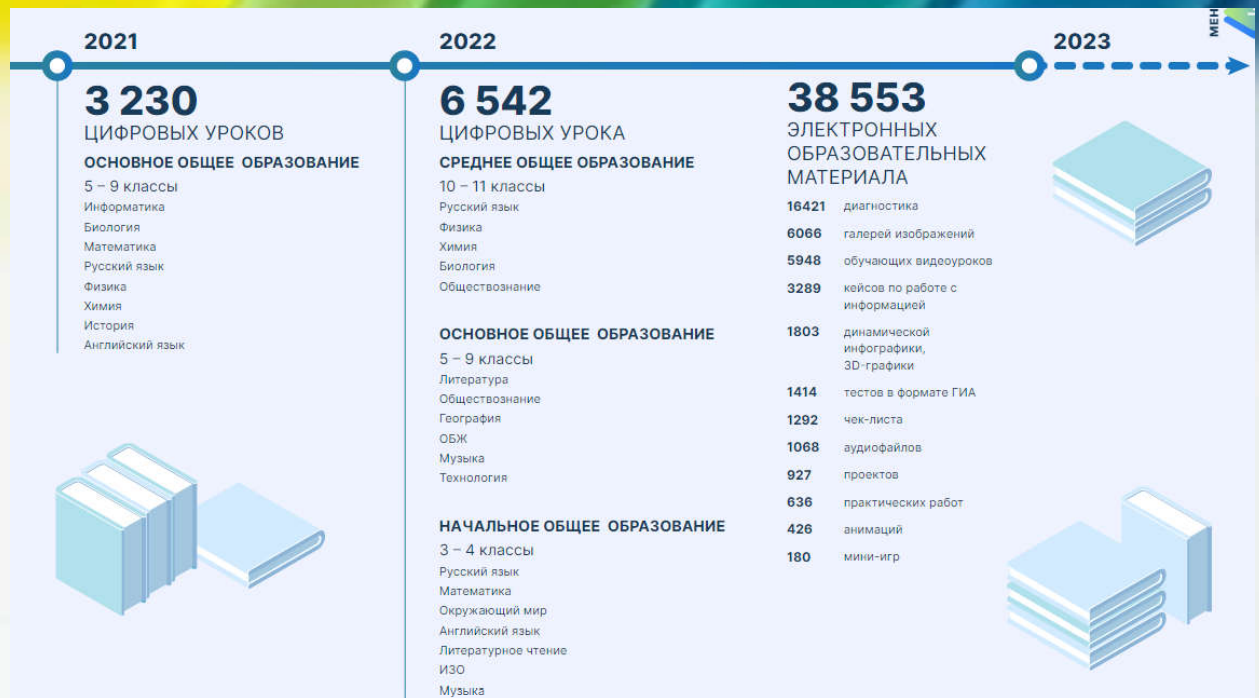 2021
3 230
ЦИФРОВЫХ УРОКОВ
ОСНОВНОЕ ОБЩЕЕ ОБРАЗОВАНИЕ
5 – 9 классы
Информатика
Биология
Математика
Русский язык
Физика
Химия
История
Английский язык
2022
6 542
ЦИФРОВЫХ УРОКА
СРЕДНЕЕ ОБЩЕЕ ОБРАЗОВАНИЕ
10 – 11 классы
Русский язык
Физика
Химия
Биология
Обществознание
ОСНОВНОЕ ОБЩЕЕ ОБРАЗОВАНИЕ
5 – 9 классы
Литература
Обществознание
География
ОБЖ
Музыка
Технология
НАЧАЛЬНОЕ ОБЩЕЕ ОБРАЗОВАНИЕ
3 – 4 классы
Русский язык
Математика
Окружающий мир
Английский язык
Литературное чтение
ИЗО
Музыка
38 553
ЭЛЕКТРОННЫХ
ОБРАЗОВАТЕЛЬНЫХ
МАТЕРИАЛА
16421 диагностика
6066 галерей изображений
5948 обучающих видеоуроков
3289 кейсов по работе с
информацией
1803 динамической
инфографики,
3D-графики
1414 тестов в формате ГИА
1292 чек-листа
1068 аудиофайлов
927 проектов
636 практических работ
426 анимаций
180 мини-игр
2023
МЕН